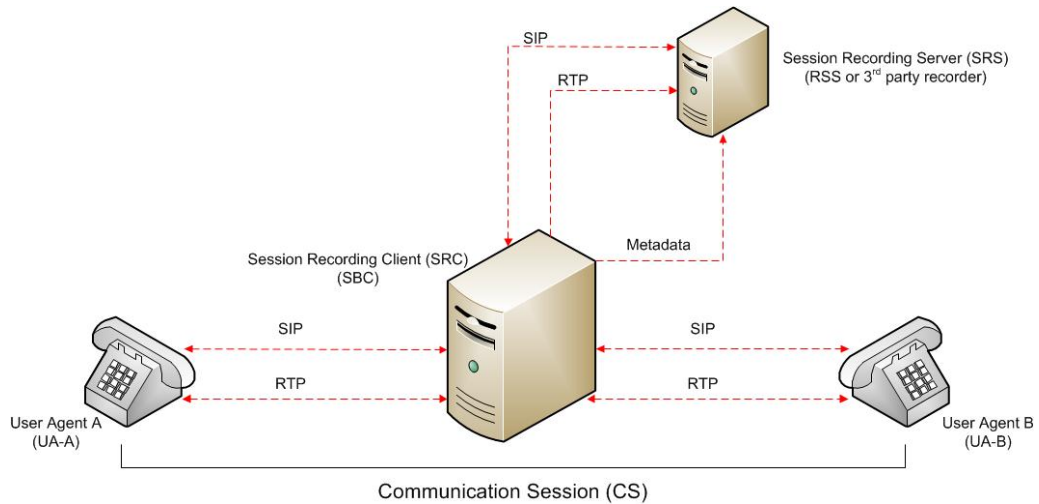 SIP
Session Recording Server (SRS)
(RSS or 3rd party recorder)
RTP
Metadata
Session Recording Client (SRC)
(SBC)
SIP
SIP
RTP
RTP
User Agent A
(UA-A)
User Agent B
(UA-B)
Communication Session (CS)